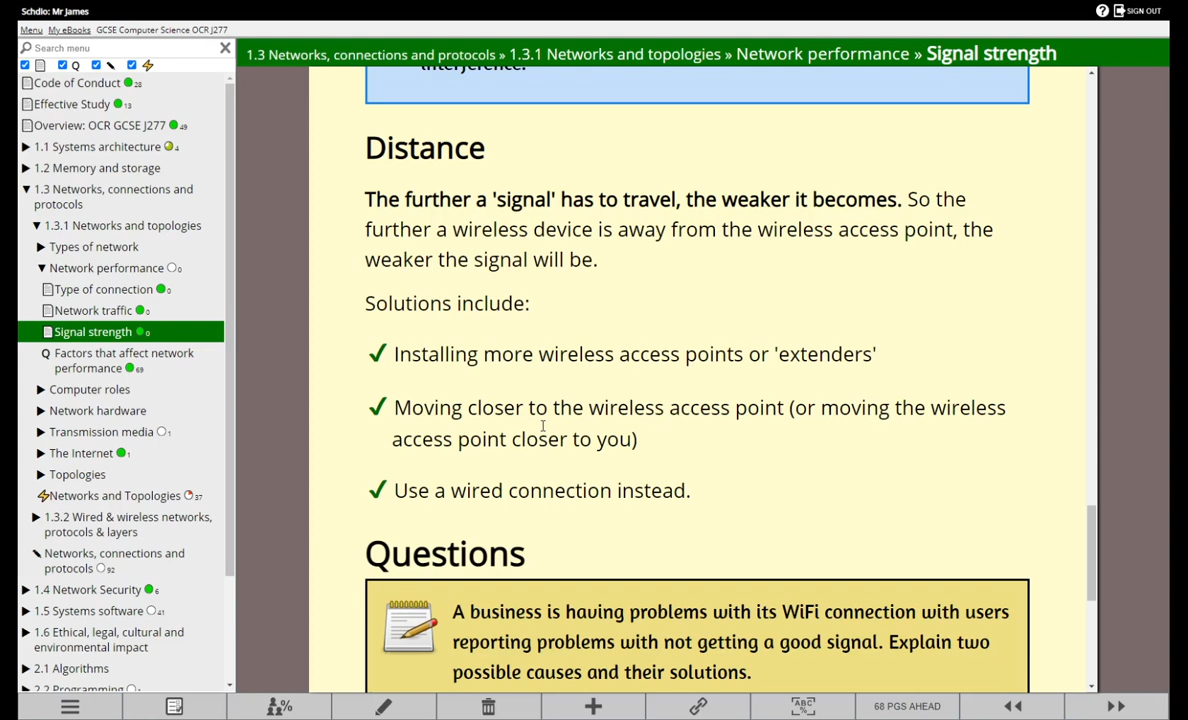 Schdio: Mr James
? SIGN OUT
Menu My eBooks GCSE Computer Science OCR J277
Search menu
Q
1.3 Networks, connections and protocols » 1.3.1 Networks and topologies » Network performance » Signal strength
Code of Conduct 28
Effective Study 13
Overview: OCR GCSE J277 49
1.1 Systems architecture 4
1.2 Memory and storage
1.3 Networks, connections and
protocols
1.3.1 Networks and topologies
Types of network
Network performance 0
Type of connection 0
Network traffic 0
Signal strength 0
Q Factors that affect network
performance 69
Computer roles
Network hardware
Transmission media 1
The Internet 1
Topologies
Networks and Topologies 37
1.3.2 Wired & wireless networks,
protocols & layers
Networks, connections and
protocols 92
1.4 Network Security 6
1.5 Systems software 41
1.6 Ethical, legal, cultural and
environmental impact
2.1 Algorithms
2.2 Programming
interference.
Distance
The further a 'signal' has to travel, the weaker it becomes. So the
further a wireless device is away from the wireless access point, the
weaker the signal will be.
Solutions include:
✓ Installing more wireless access points or 'extenders'
✓ Moving closer to the wireless access point (or moving the wireless
access point closer to you)
✓ Use a wired connection instead.
Questions
A business is having problems with its WiFi connection with users
reporting problems with not getting a good signal. Explain two
possible causes and their solutions.
%
ABC
%
68 PGS AHEAD